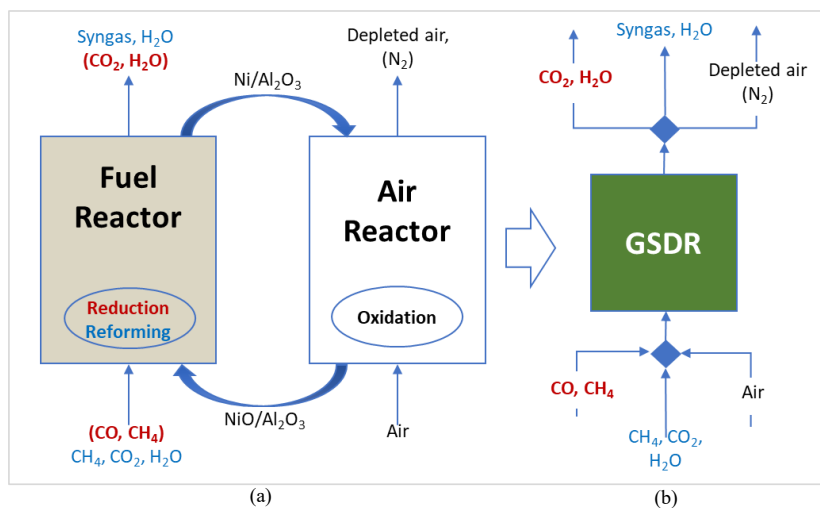 Syngas, H₂O
(CO₂, H₂O)
Ni/Al₂O₃
Depleted air,
(N₂)
Fuel
Reactor
Reduction
Reforming
Air
Reactor
Oxidation
NiO/Al₂O₃
(CO, CH₄)
CH₄, CO₂, H₂O
Air
(a)
Syngas, H₂O
CO₂, H₂O
Depleted air
(N₂)
GSDR
CO, CH₄
Air
CH₄, CO₂,
H₂O
(b)